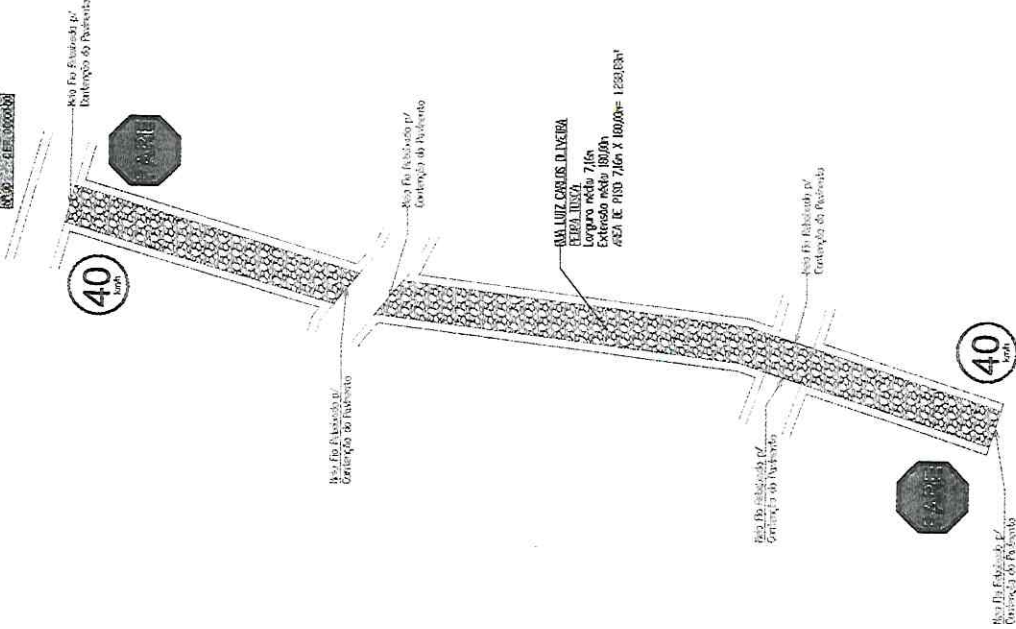 Meio Fio Rebaixado p/
Contenção do Pavimento
PARE
40
km/h
Meio Fio Rebaixado p/
Contenção do Pavimento
RUA LUIZ CARLOS OLIVEIRA
PEDRA TOSCA
Largura média 7,16m
Extensão média 180,00m
ÁREA DE PISO 7,16m X 180,00m=
Meio Fio Rebaixado p/
Contenção do Pavimento
Meio Fio Rebaixado p/
Contenção do Pavimento
40
km/h
Meio Fio Rebaixado p/
Contenção do Pavimento
PARE
Meio Fio Rebaixado p/
Contenção do Pavimento